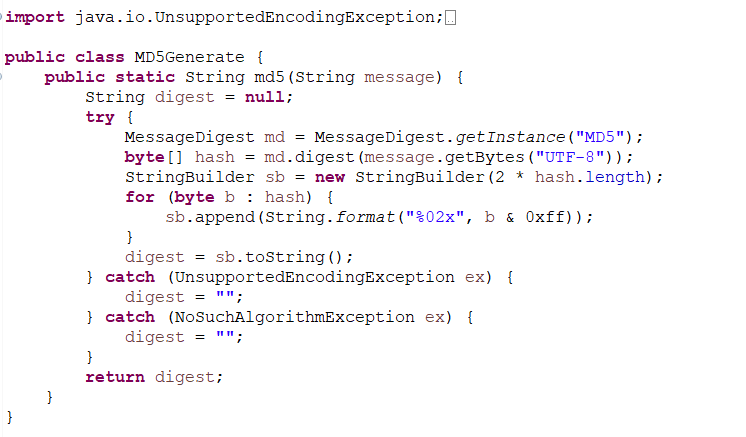 import java.io.UnsupportedEncodingException;
public class MD5Generate {
    public static String md5(String message) {
        String digest = null;
        try {
            MessageDigest md = MessageDigest.getInstance("MD5");
            byte[] hash = md.digest(message.getBytes("UTF-8"));
            StringBuilder sb = new StringBuilder(2 * hash.length);
            for (byte b : hash) {
                sb.append(String.format("%02x", b & 0xff));
            }
            digest = sb.toString();
        } catch (UnsupportedEncodingException ex) {
            digest = "";
        } catch (NoSuchAlgorithmException ex) {
            digest = "";
        }
        return digest;
    }
}